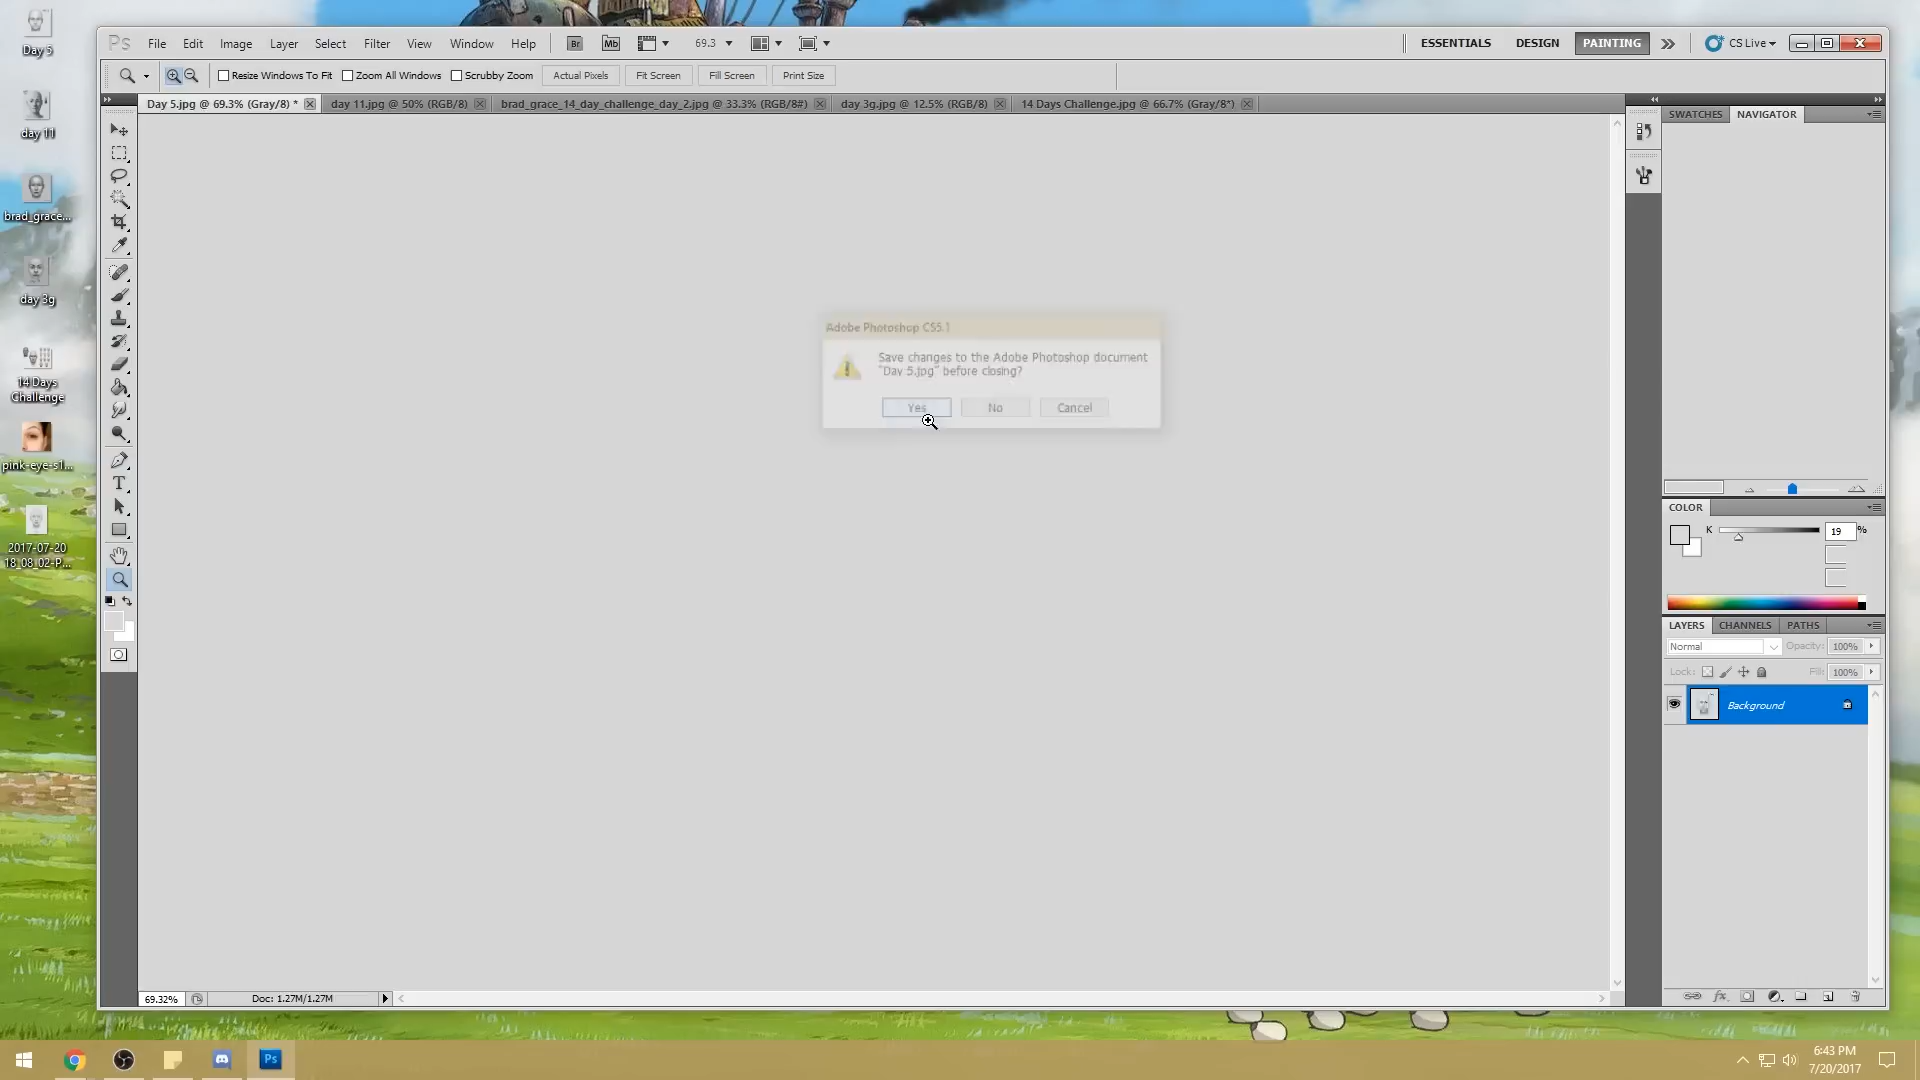 Day 5
day 11
brad_grace...
day 3g
14 Days
Challenge
pink-eye-s1...
2017-07-20
18_08_02-P...
Ps
File
Edit
Image
Layer
Select
Filter
View
Window
Help
Br
Mb
69.3
ESSENTIALS
DESIGN
PAINTING
CS Live
Resize Windows To Fit
Zoom All Windows
Scrubby Zoom
Actual Pixels
Fit Screen
Fill Screen
Print Size
Day 5.jpg @ 69.3% (Gray/8) *
day 11.jpg @ 50% (RGB/8)
brad_grace_14_day_challenge_day_2.jpg @ 33.3% (RGB/8#)
day 3g.jpg @ 12.5% (RGB/8)
14 Days Challenge.jpg @ 66.7% (Gray/8*)
SWATCHES
NAVIGATOR
Adobe Photoshop CS5.1
Save changes to the Adobe Photoshop document
"Day 5.jpg" before closing?
Yes
No
Cancel
COLOR
K
19
%
LAYERS
CHANNELS
PATHS
Normal
Opacity:
100%
Lock:
Fill:
100%
Background
69.32%
Doc: 1.27M/1.27M
Ps
6:43 PM
7/20/2017